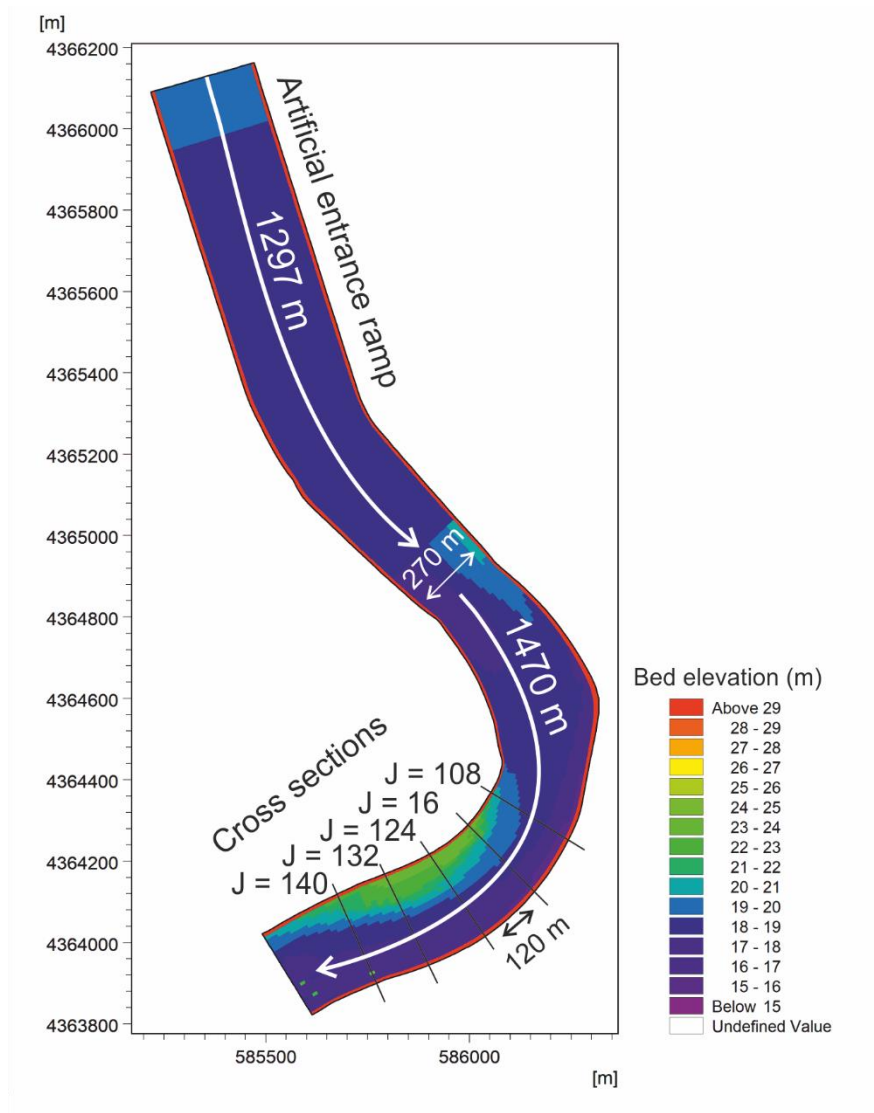 [m]
4366200
4366000
4365800
4365600
4365400
4365200
4365000
4364800
4364600
4364400
4364200
4364000
4363800
585500
586000
[m]
Artificial entrance ramp
1297 m
270 m
1470 m
Cross sections
J = 108
J = 16
J = 124
J = 132
J = 140
120 m
Bed elevation (m)
Above 29
28 - 29
27 - 28
26 - 27
25 - 26
24 - 25
23 - 24
22 - 23
21 - 22
20 - 21
19 - 20
18 - 19
17 - 18
16 - 17
15 - 16
Below 15
Undefined Value